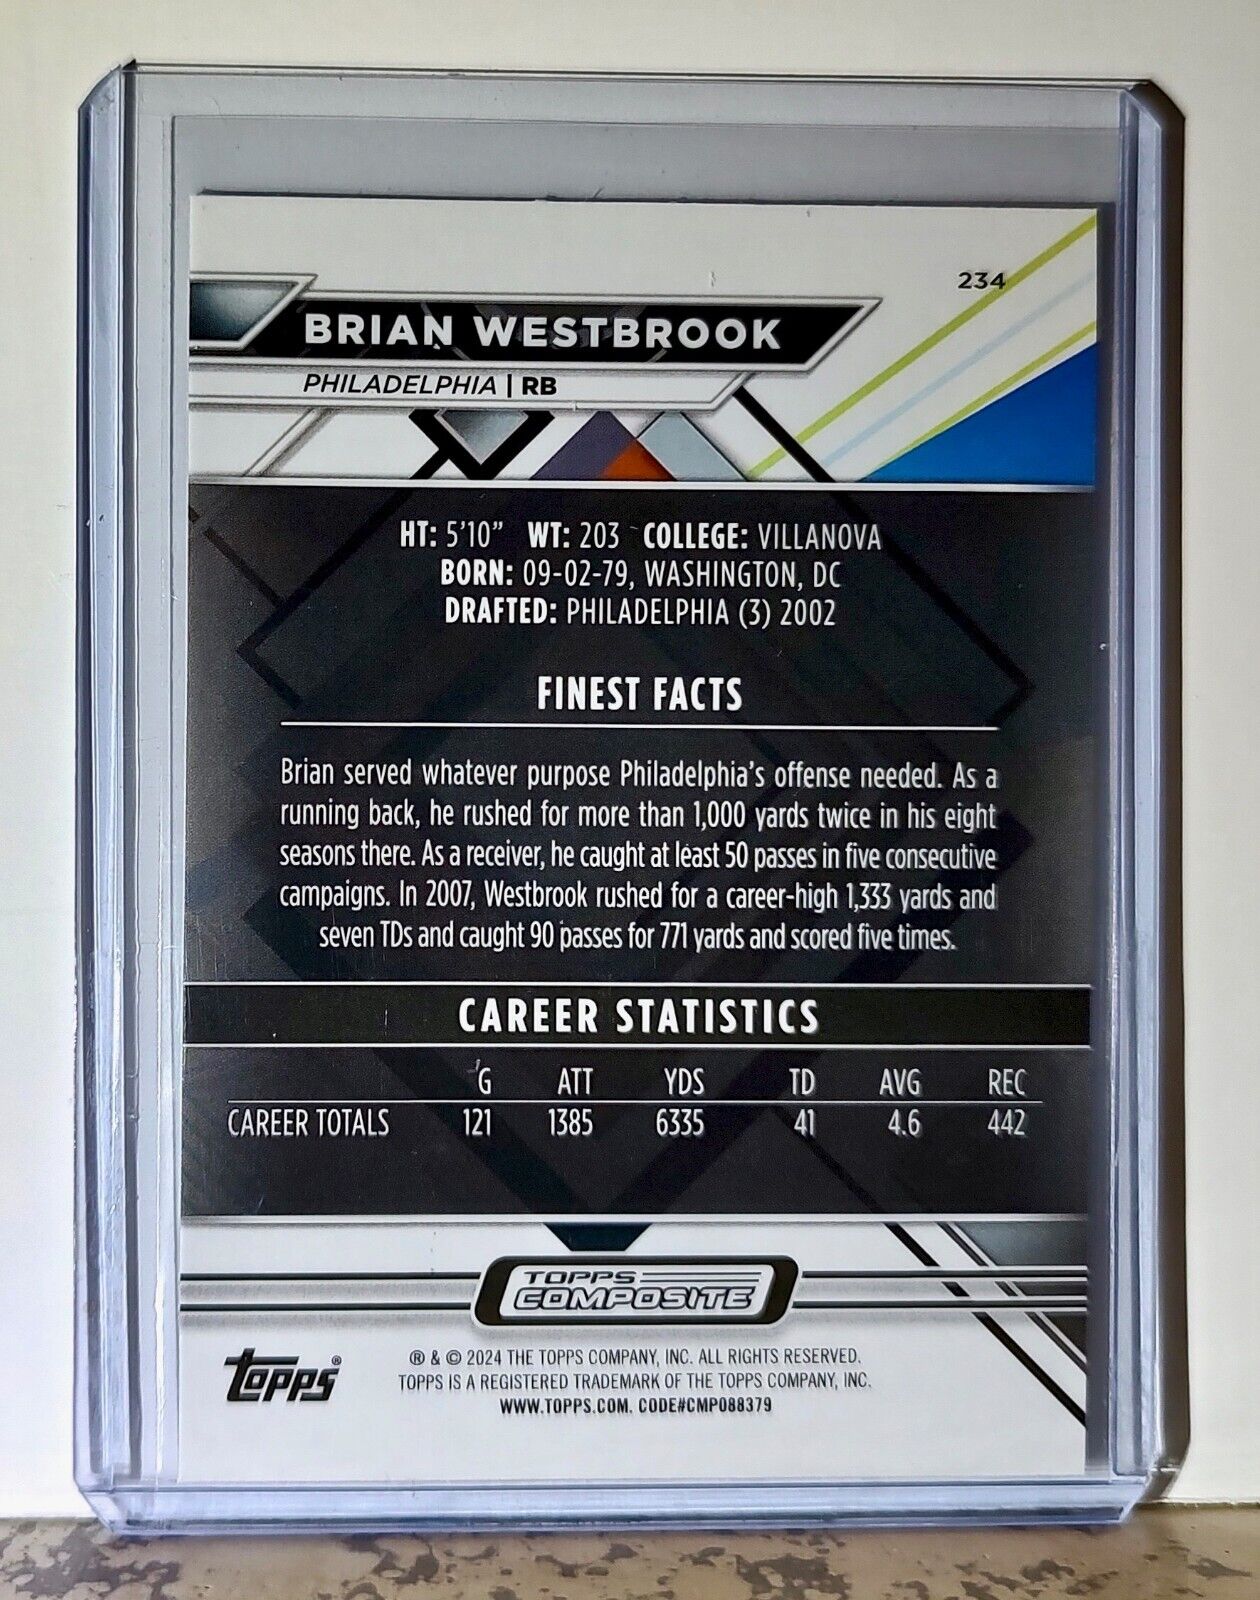 234
BRIAN WESTBROOK
PHILADELPHIA | RB
HT: 5'10" WT: 203 COLLEGE: VILLANOVA
BORN: 09-02-79, WASHINGTON, DC
DRAFTED: PHILADELPHIA (3) 2002
FINEST FACTS
Brian served whatever purpose Philadelphia's offense needed. As a
running back, he rushed for more than 1,000 yards twice in his eight
seasons there. As a receiver, he caught at least 50 passes in five consecutive
campaigns. In 2007, Westbrook rushed for a career-high 1,333 yards and
seven TDs and caught 90 passes for 771 yards and scored five times.
CAREER STATISTICS
G ATT YDS TD AVG REC
CAREER TOTALS 121 1385 6335 41 4.6 442
TOPPS
COMPOSITE
topps®
® & © 2024 THE TOPPS COMPANY, INC. ALL RIGHTS RESERVED.
TOPPS IS A REGISTERED TRADEMARK OF THE TOPPS COMPANY, INC.
WWW.TOPPS.COM. CODE#CMP088379